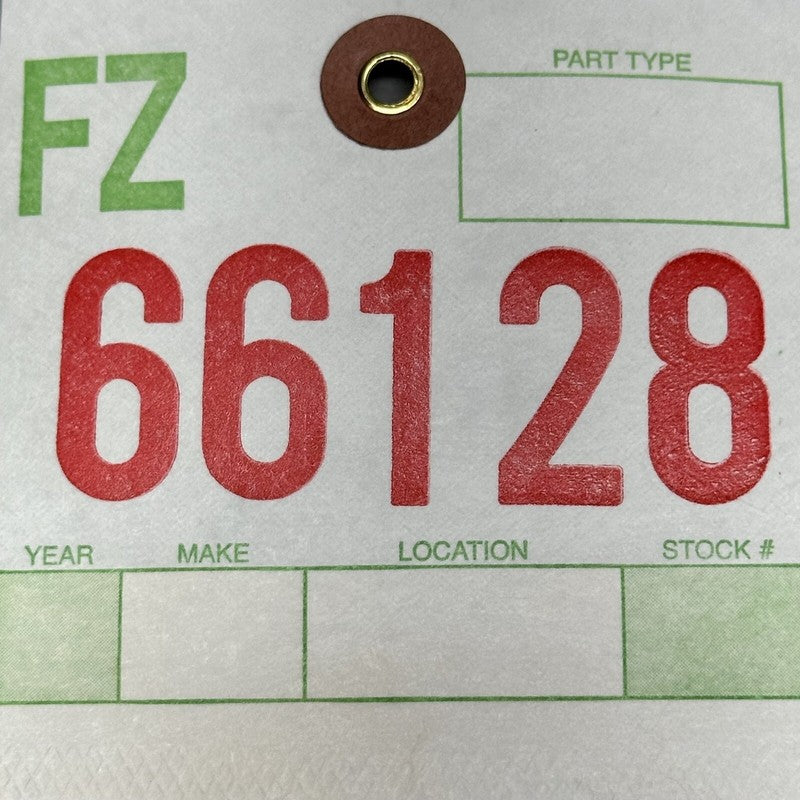 FZ
PART TYPE
66128
YEAR MAKE LOCATION STOCK #